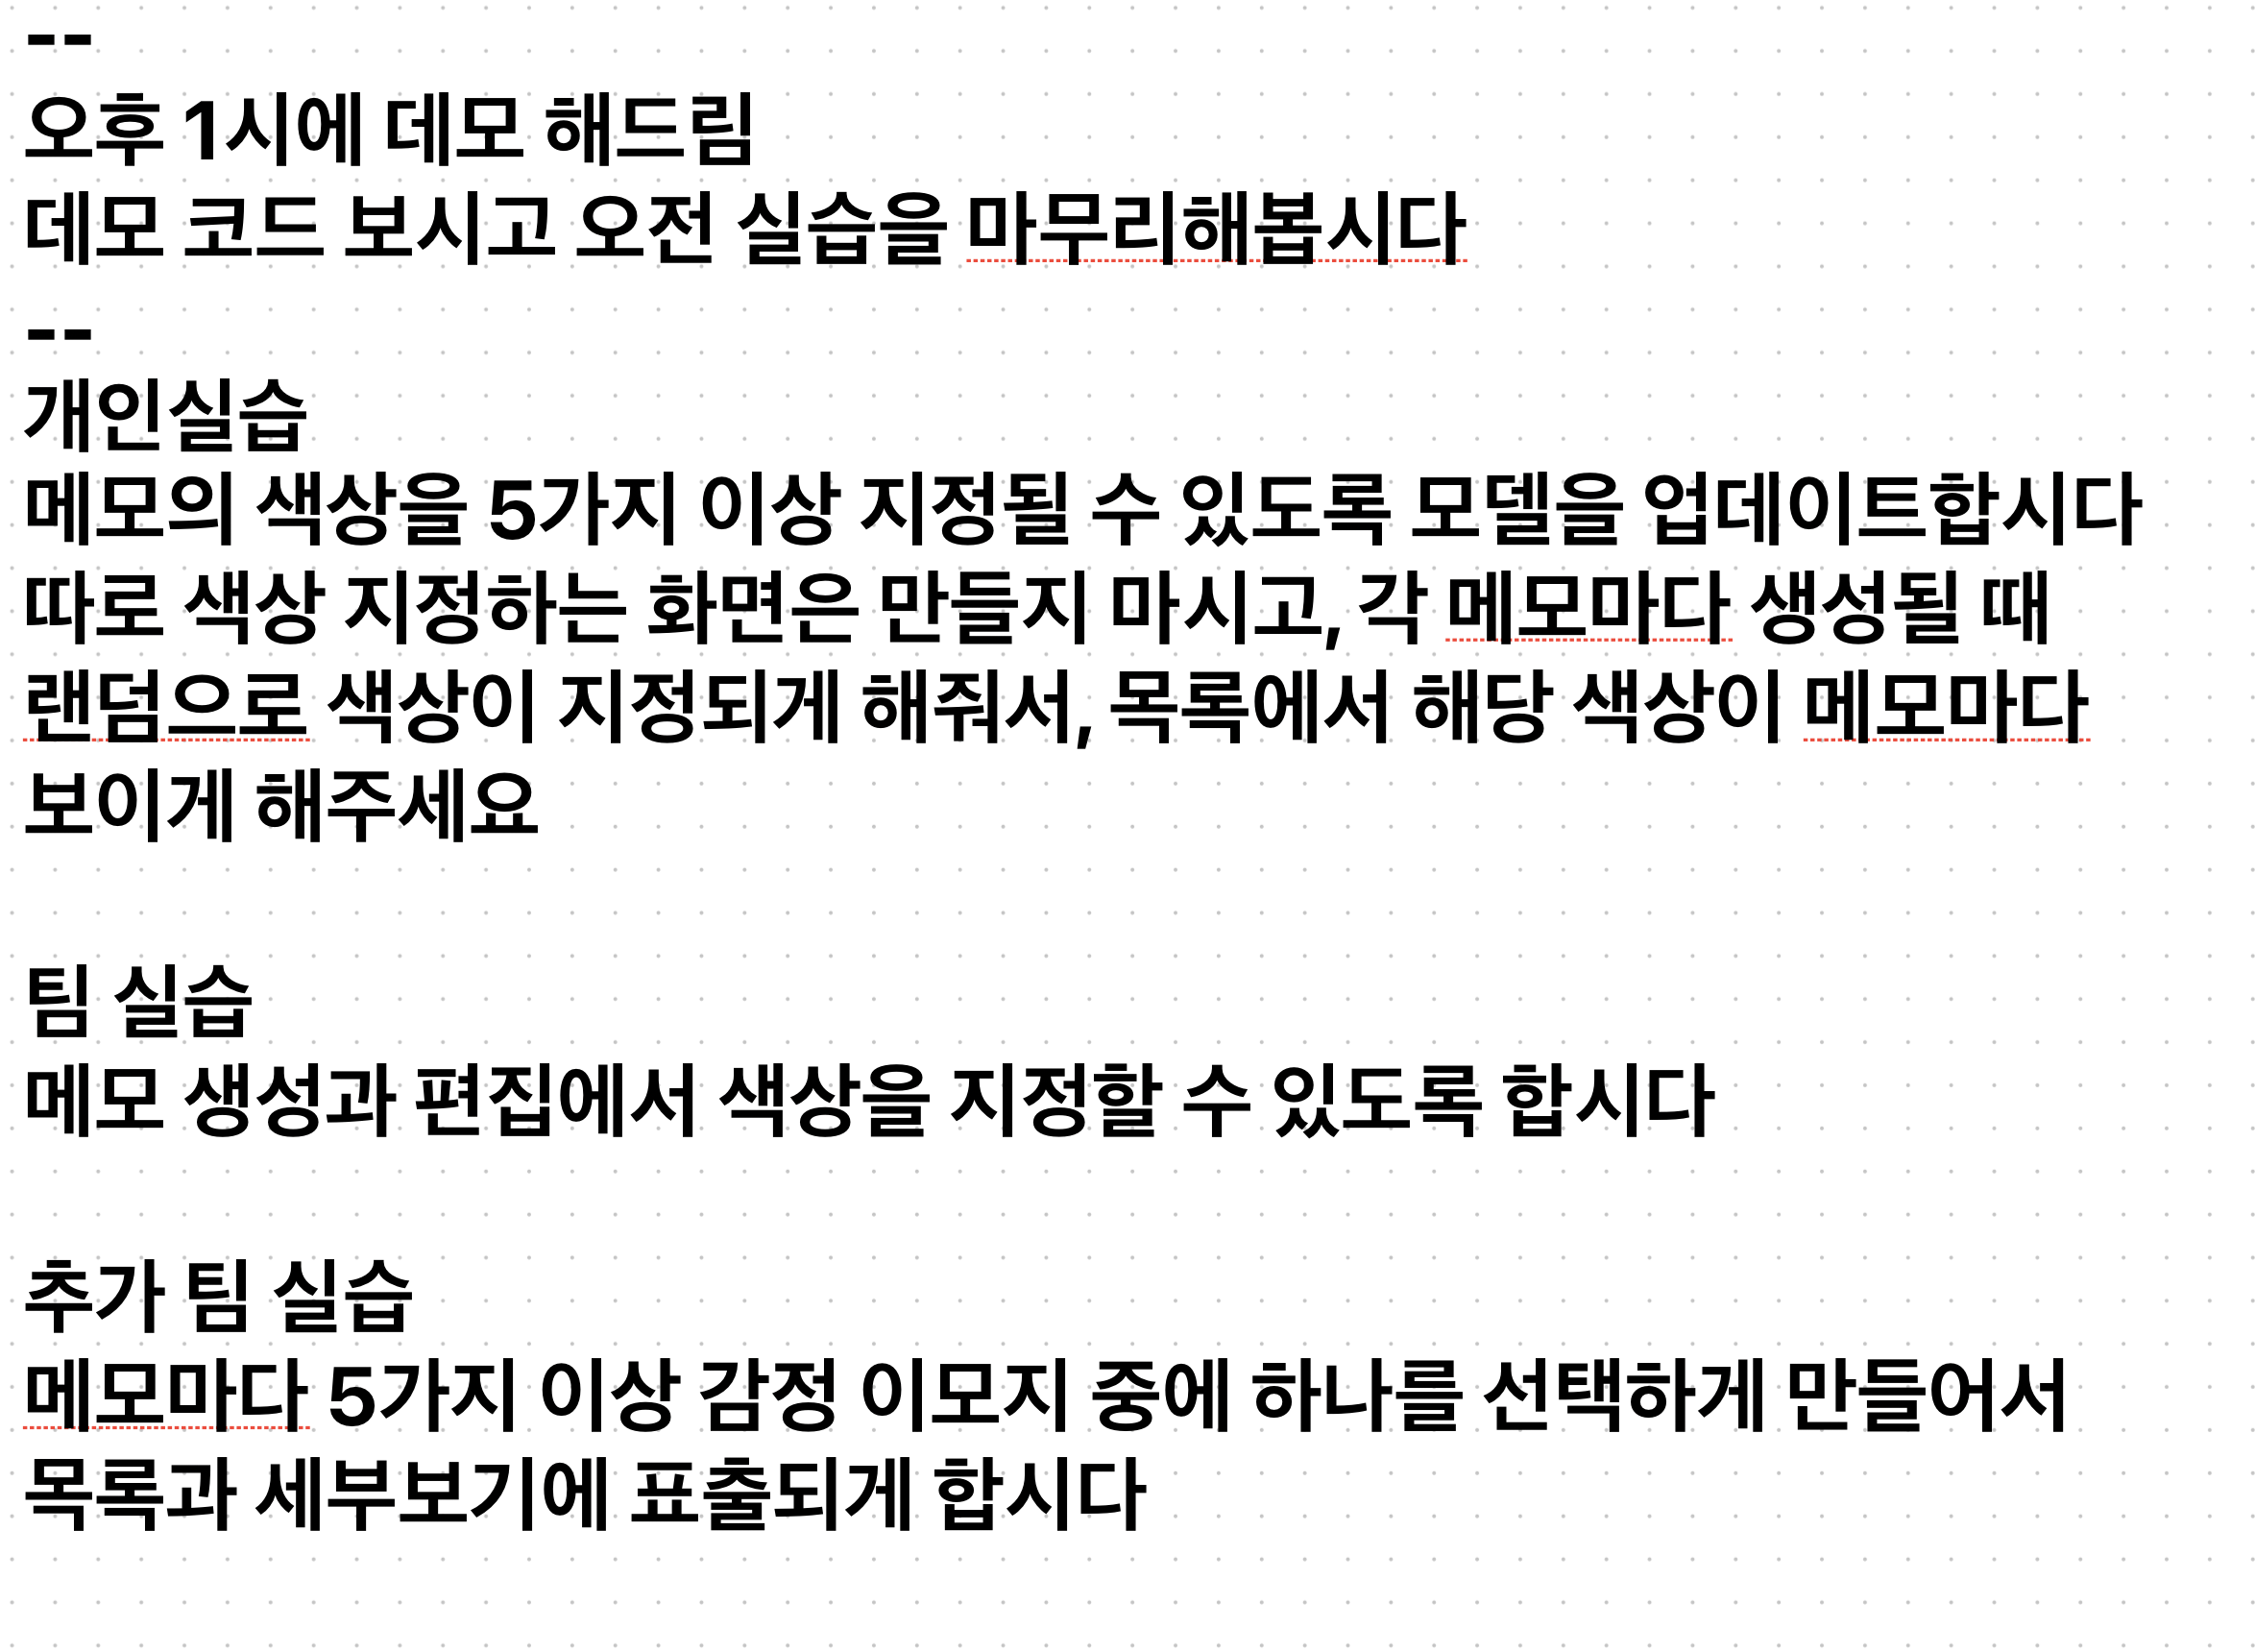 --
오후 1시에 데모 해드림
데모 코드 보시고 오전 실습을 마무리해봅시다
--
개인실습
메모의 색상을 5가지 이상 지정될 수 있도록 모델을 업데이트합시다
따로 색상 지정하는 화면은 만들지 마시고, 각 메모마다 생성될 때
랜덤으로 색상이 지정되게 해줘서, 목록에서 해당 색상이 메모마다
보이게 해주세요
팀 실습
메모 생성과 편집에서 색상을 지정할 수 있도록 합시다
추가 팀 실습
메모마다 5가지 이상 감정 이모지 중에 하나를 선택하게 만들어서
목록과 세부보기에 표출되게 합시다